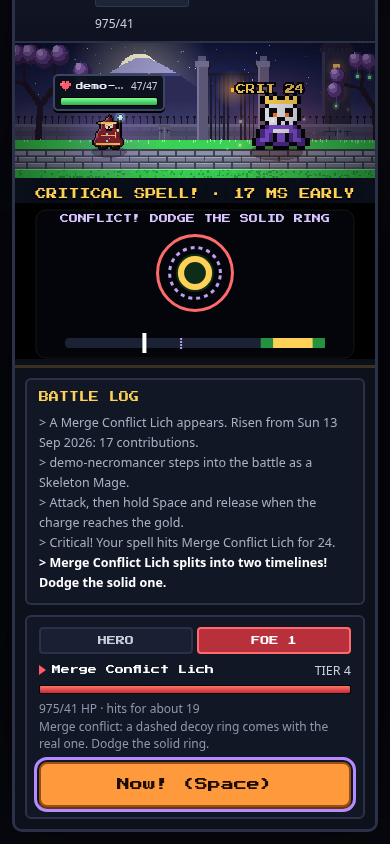 975/41
demo-... 47/47
CRIT 24
CRITICAL SPELL! · 17 MS EARLY
CONFLICT! DODGE THE SOLID RING
BATTLE LOG
> A Merge Conflict Lich appears. Risen from Sun 13
Sep 2026: 17 contributions.
> demo-necromancer steps into the battle as a
Skeleton Mage.
> Attack, then hold Space and release when the
charge reaches the gold.
> Critical! Your spell hits Merge Conflict Lich for 24.
> Merge Conflict Lich splits into two timelines!
Dodge the solid one.
HERO
FOE 1
Merge Conflict Lich
TIER 4
975/41 HP · hits for about 19
Merge conflict: a dashed decoy ring comes with the
real one. Dodge the solid ring.
Now! (Space)